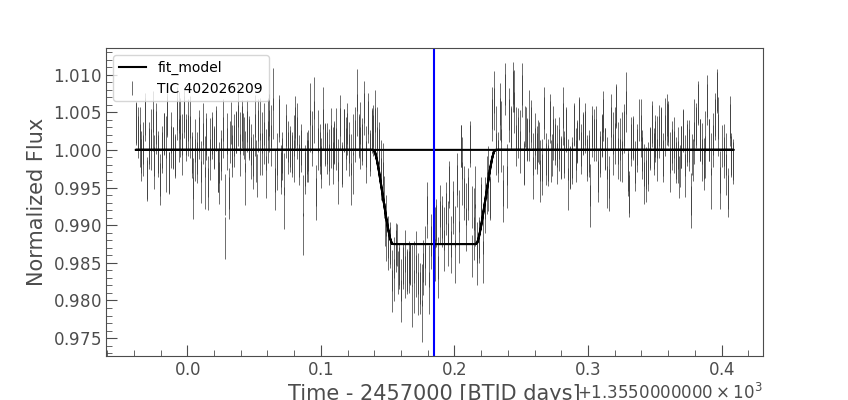 fit_model
TIC 402026209
Normalized Flux
1.010
1.005
1.000
0.995
0.990
0.985
0.980
0.975
0.0 0.1 0.2 0.3 0.4
Time - 2457000 [BTJD days]
+1.3550000000 × 10³